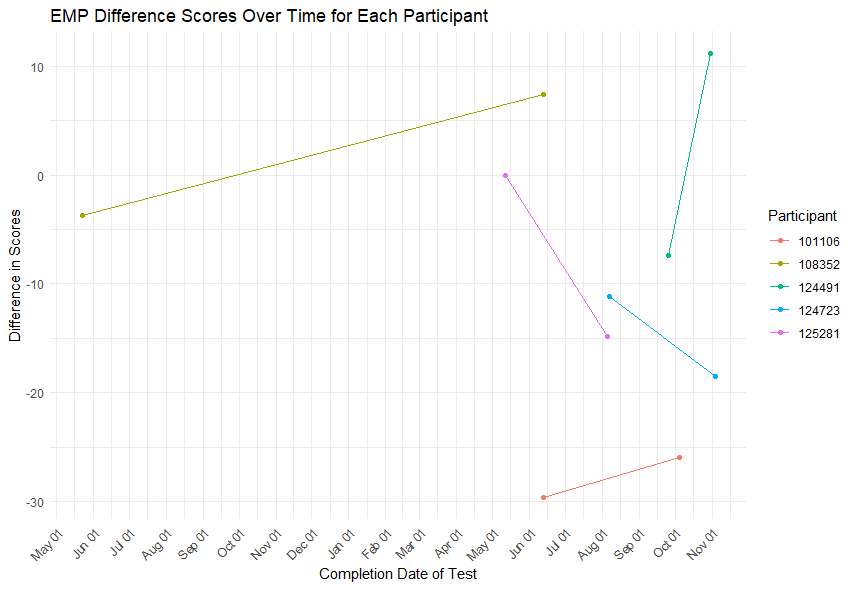 EMP Difference Scores Over Time for Each Participant
Difference in Scores
10
0
-10
-20
-30
May 01
Jun 01
Jul 01
Aug 01
Sep 01
Oct 01
Nov 01
Dec 01
Jan 01
Feb 01
Mar 01
Apr 01
May 01
Jun 01
Jul 01
Aug 01
Sep 01
Oct 01
Nov 01
Completion Date of Test
Participant
101106
108352
124491
124723
125281